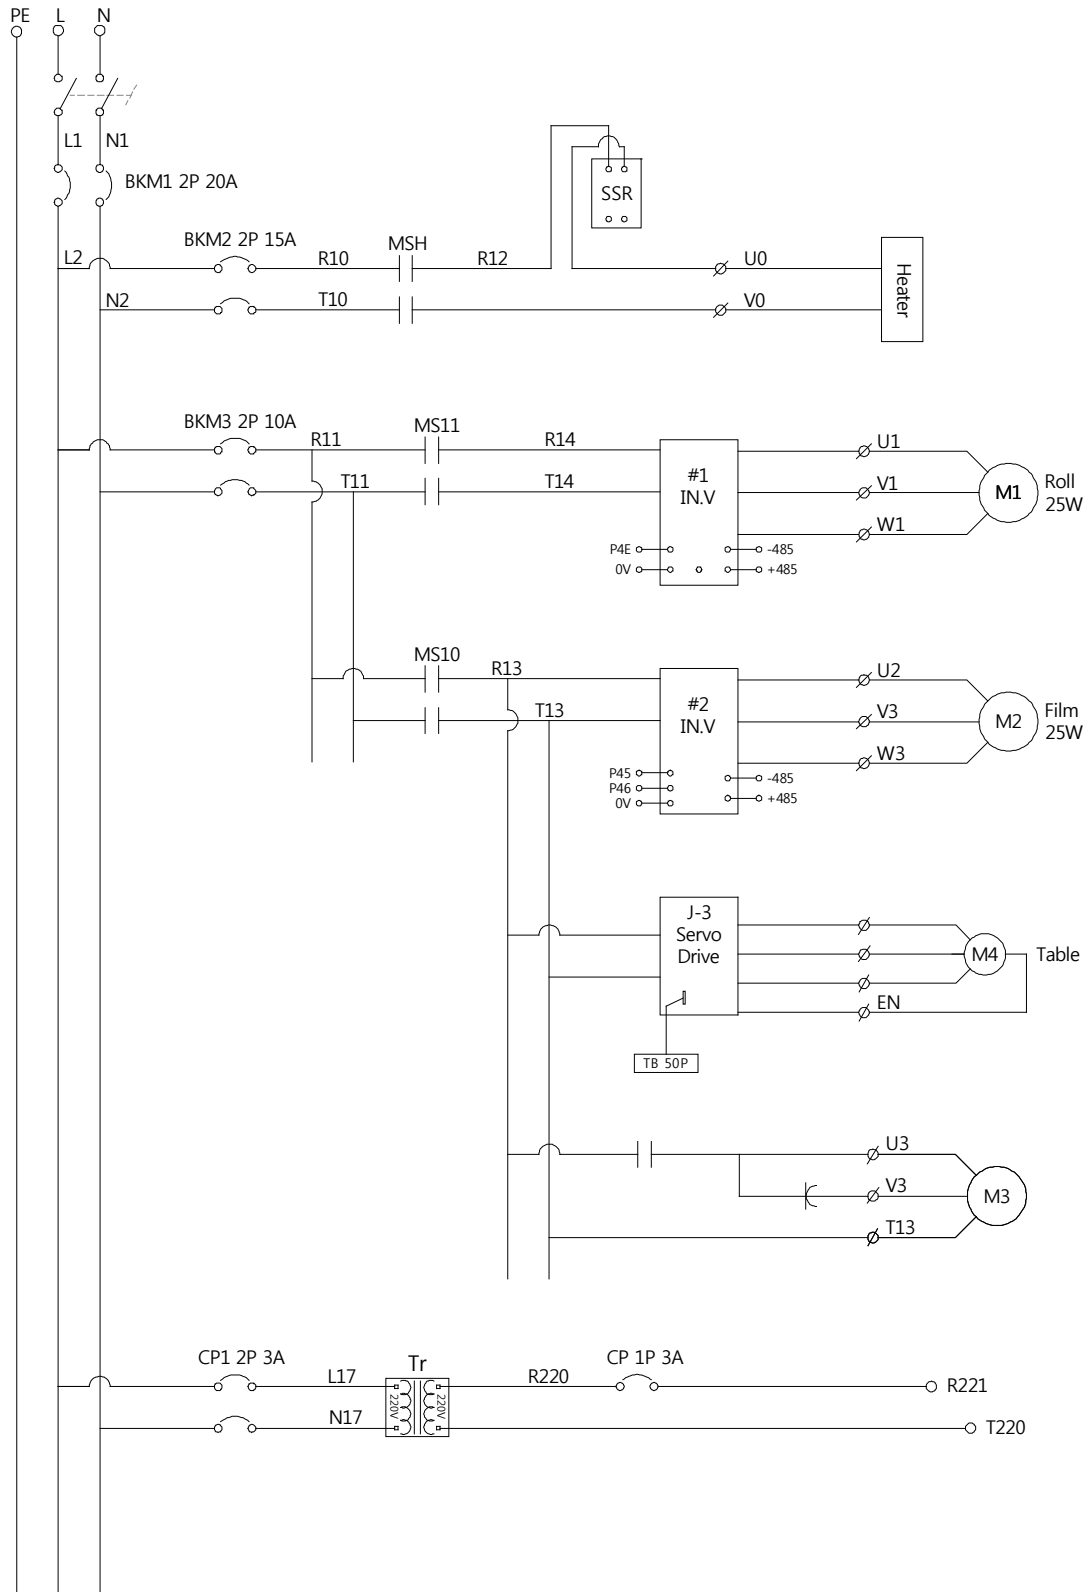 PE L N
L1 N1
BKM1 2P 20A
SSR
BKM2 2P 15A
MSH
L2 R10 R12 U0
N2 T10 V0
Heater
BKM3 2P 10A
MS11
R11 R14 U1
T11 T14 V1
#1
IN.V
W1
M1
Roll
25W
P4E -485
0V +485
MS10
R13 U2
T13 V3
#2
IN.V
W3
M2
Film
25W
P45 -485
P46
0V +485
J-3
Servo
Drive
M4 Table
EN
TB 50P
U3
V3
M3
T13
CP1 2P 3A
Tr
CP 1P 3A
L17 R220 R221
220V 220V
N17 T220